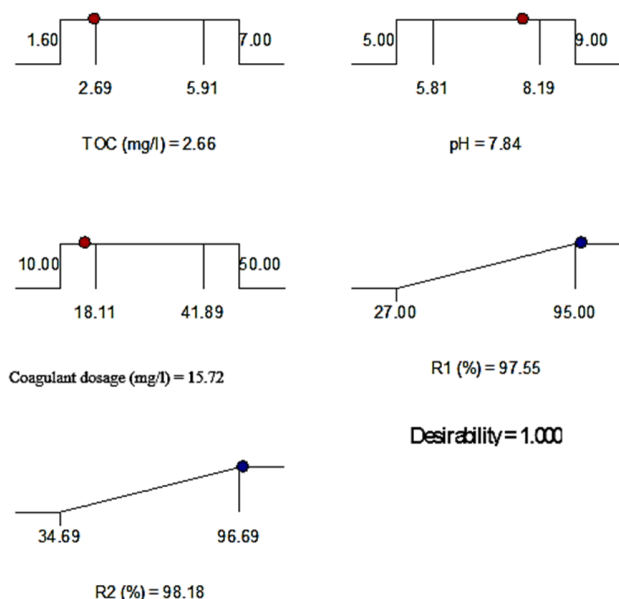 1.60 7.00
2.69 5.91
TOC (mg/l) = 2.66
5.00 9.00
5.81 8.19
pH = 7.84
10.00 50.00
18.11 41.89
Coagulant dosage (mg/l) = 15.72
27.00 95.00
R1 (%) = 97.55
Desirability = 1.000
34.69 96.69
R2 (%) = 98.18